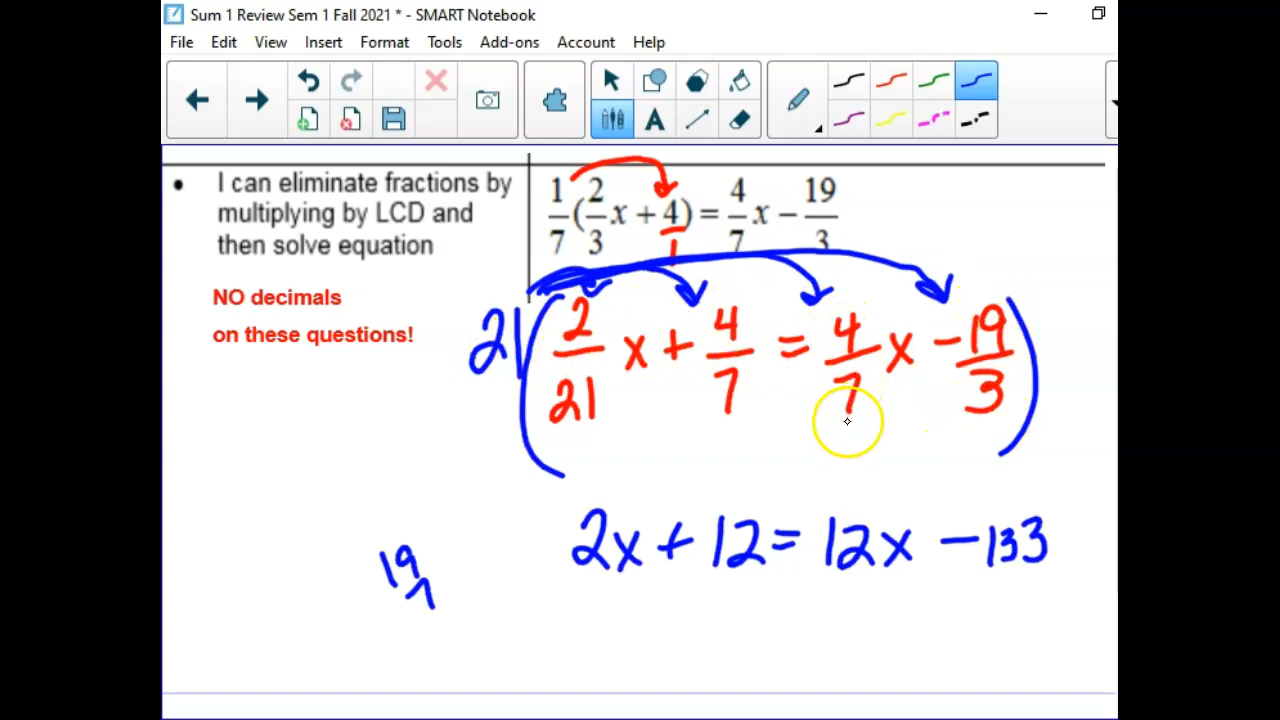 Sum 1 Review Sem 1 Fall 2021 * - SMART Notebook
File Edit View Insert Format Tools Add-ons Account Help
• I can eliminate fractions by
multiplying by LCD and
then solve equation
NO decimals
on these questions!
1/7(2/3x + 4/1) = 4/7x − 19/3
21(2/21 x + 4/7 = 4/7 x − 19/3)
2x + 12 = 12x − 133
19
7